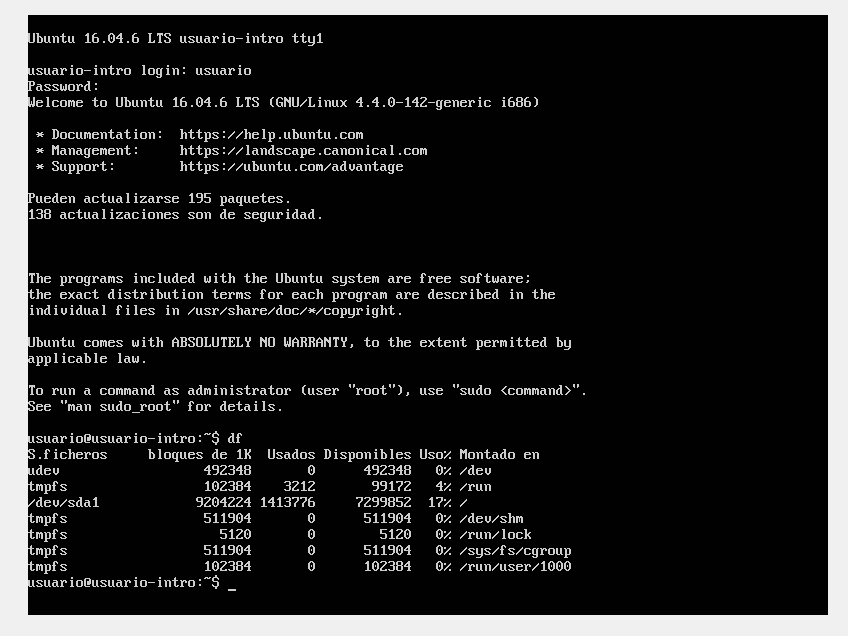 Ubuntu 16.04.6 LTS usuario-intro tty1
usuario-intro login: usuario
Password:
Welcome to Ubuntu 16.04.6 LTS (GNU/Linux 4.4.0-142-generic i686)
* Documentation:  https://help.ubuntu.com
* Management:     https://landscape.canonical.com
* Support:        https://ubuntu.com/advantage
Pueden actualizarse 195 paquetes.
138 actualizaciones son de seguridad.
The programs included with the Ubuntu system are free software;
the exact distribution terms for each program are described in the
individual files in /usr/share/doc/*/copyright.
Ubuntu comes with ABSOLUTELY NO WARRANTY, to the extent permitted by
applicable law.
To run a command as administrator (user "root"), use "sudo <command>".
See "man sudo_root" for details.
usuario@usuario-intro:~$ df
S.ficheros     bloques de 1K  Usados Disponibles Uso% Montado en
udev                  492348       0      492348   0% /dev
tmpfs                 102384    3212       99172   4% /run
/dev/sda1            9204224 1413776     7299852  17% /
tmpfs                 511904       0      511904   0% /dev/shm
tmpfs                   5120       0        5120   0% /run/lock
tmpfs                 511904       0      511904   0% /sys/fs/cgroup
tmpfs                 102384       0      102384   0% /run/user/1000
usuario@usuario-intro:~$ _